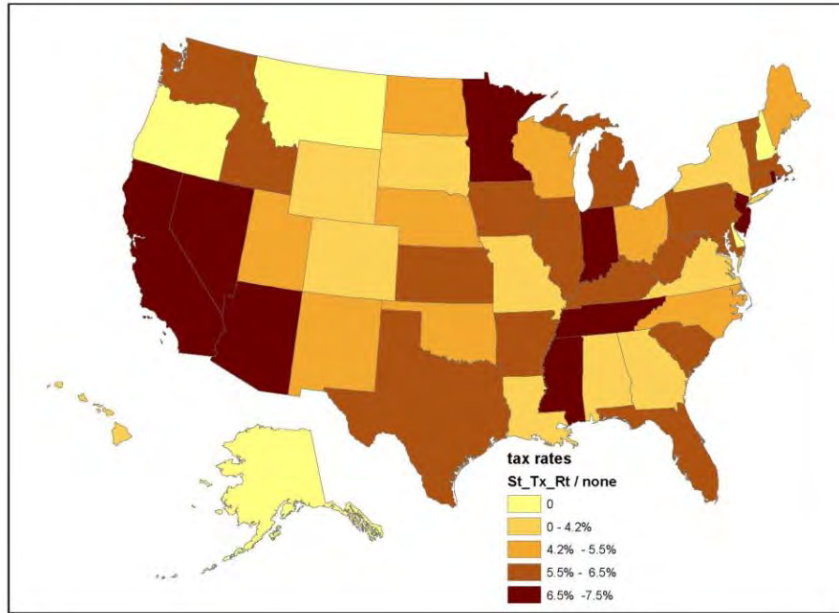 tax rates
St_Tx_Rt / none
0
0 - 4.2%
4.2% - 5.5%
5.5% - 6.5%
6.5% -7.5%